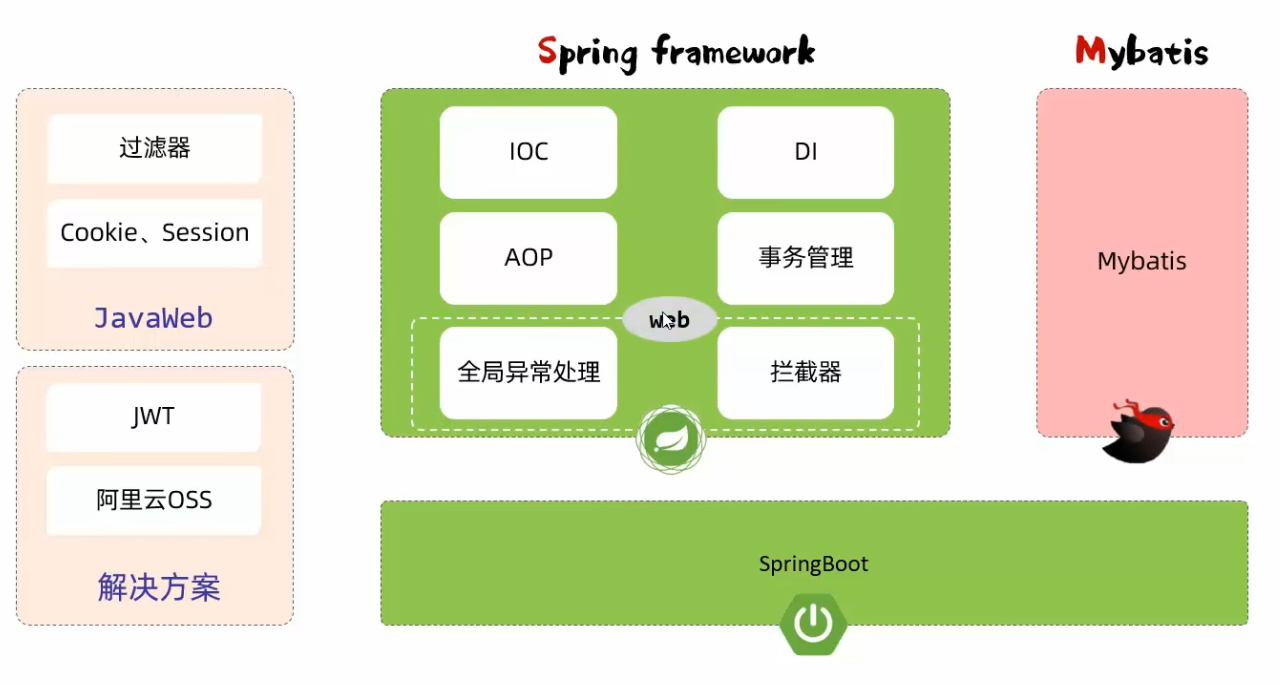 Spring framework
Mybatis
过滤器
Cookie、Session
JavaWeb
JWT
阿里云OSS
解决方案
IOC
DI
AOP
事务管理
web
全局异常处理
拦截器
Mybatis
SpringBoot